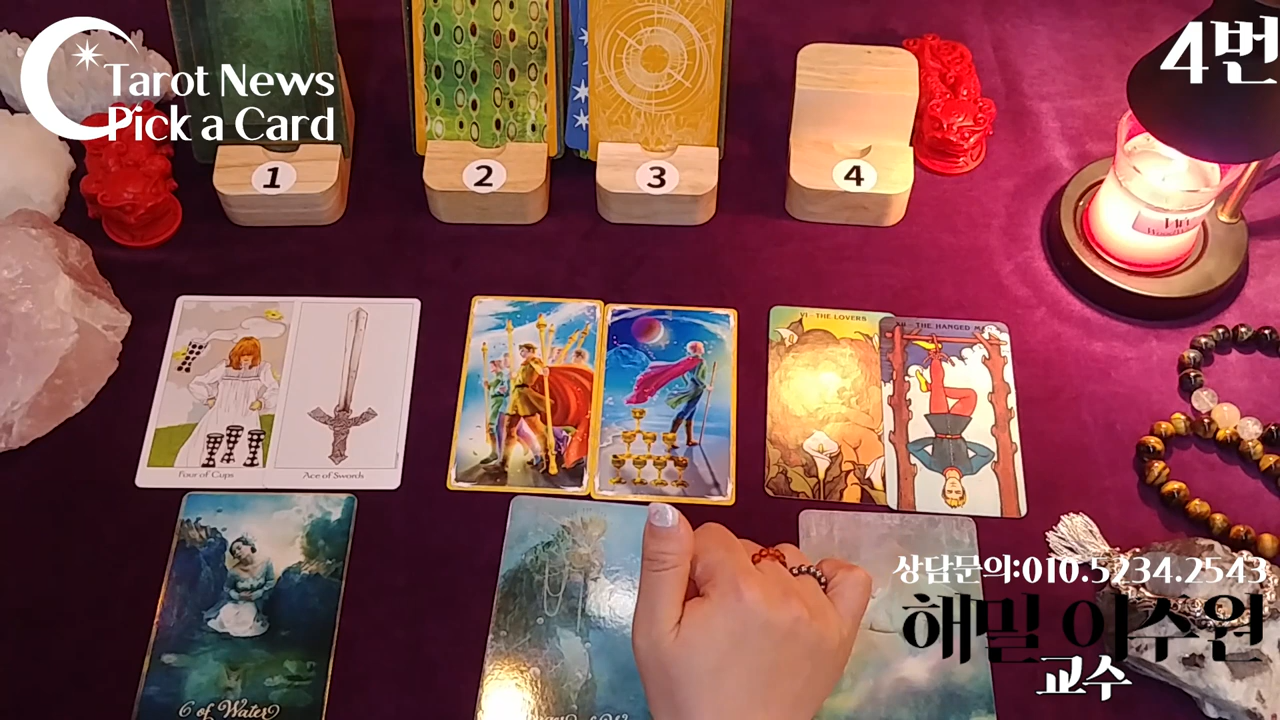 Tarot News
Pick a Card
4번
1
2
3
4
Four of Cups
Ace of Swords
VI - THE LOVERS
THE HANGED
6 of Water
상담문의:010.5234.2543
해밀 이수원
교수